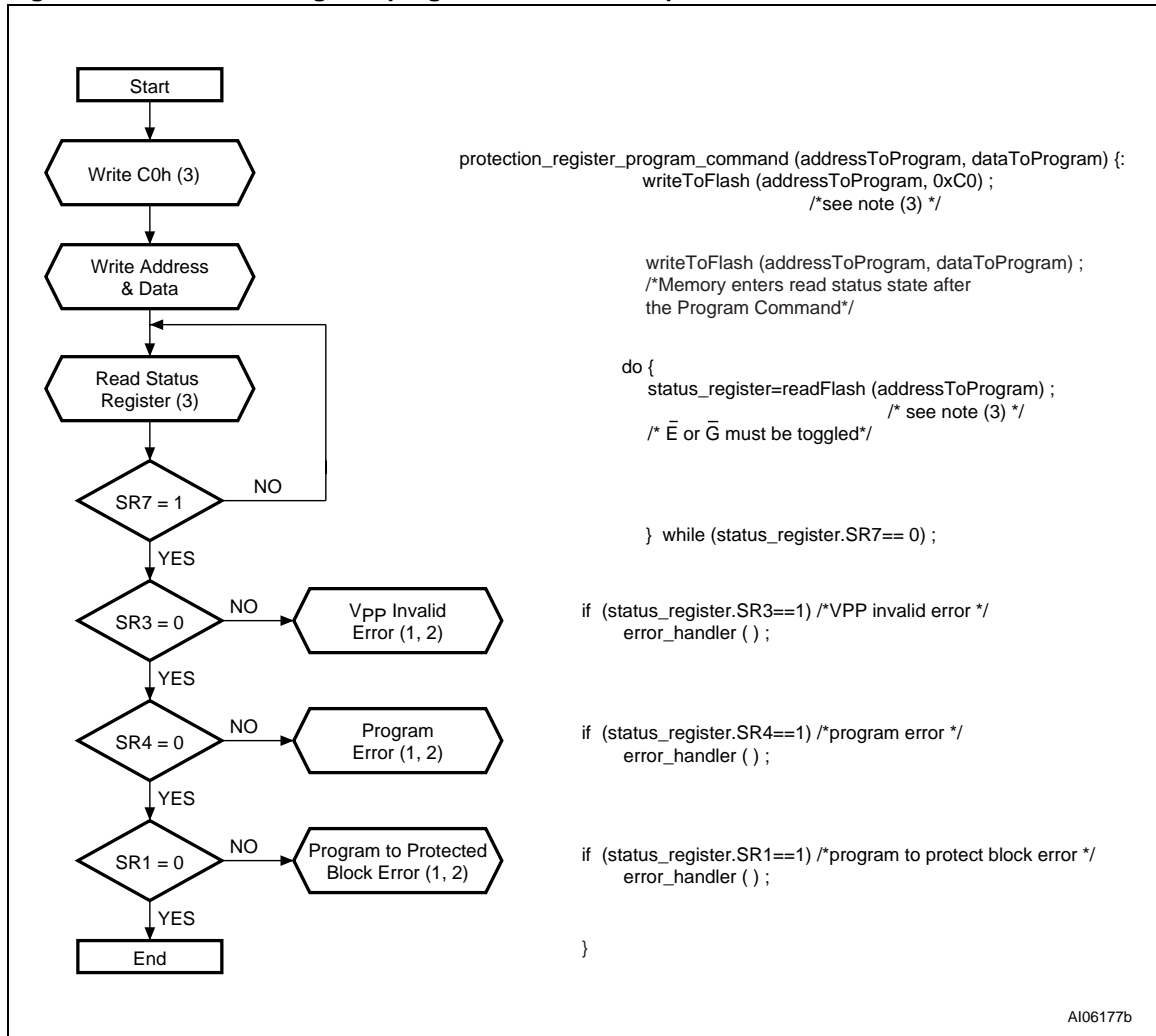 Start
Write C0h (3)
Write Address
& Data
Read Status
Register (3)
SR7 = 1
NO
YES
SR3 = 0
NO
VPP Invalid
Error (1, 2)
YES
SR4 = 0
NO
Program
Error (1, 2)
YES
SR1 = 0
NO
Program to Protected
Block Error (1, 2)
YES
End
protection_register_program_command (addressToProgram, dataToProgram) {:
writeToFlash (addressToProgram, 0xC0) ;
/*see note (3) */
writeToFlash (addressToProgram, dataToProgram) ;
/*Memory enters read status state after
the Program Command*/
do {
status_register=readFlash (addressToProgram) ;
/* see note (3) */
/* E̅ or G̅ must be toggled*/
} while (status_register.SR7== 0) ;
if (status_register.SR3==1) /*VPP invalid error */
error_handler ( ) ;
if (status_register.SR4==1) /*program error */
error_handler ( ) ;
if (status_register.SR1==1) /*program to protect block error */
error_handler ( ) ;
}
AI06177b